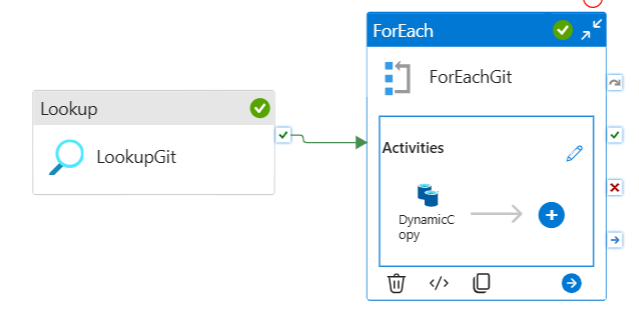 Lookup
LookupGit
ForEach
ForEachGit
Activities
DynamicC
opy